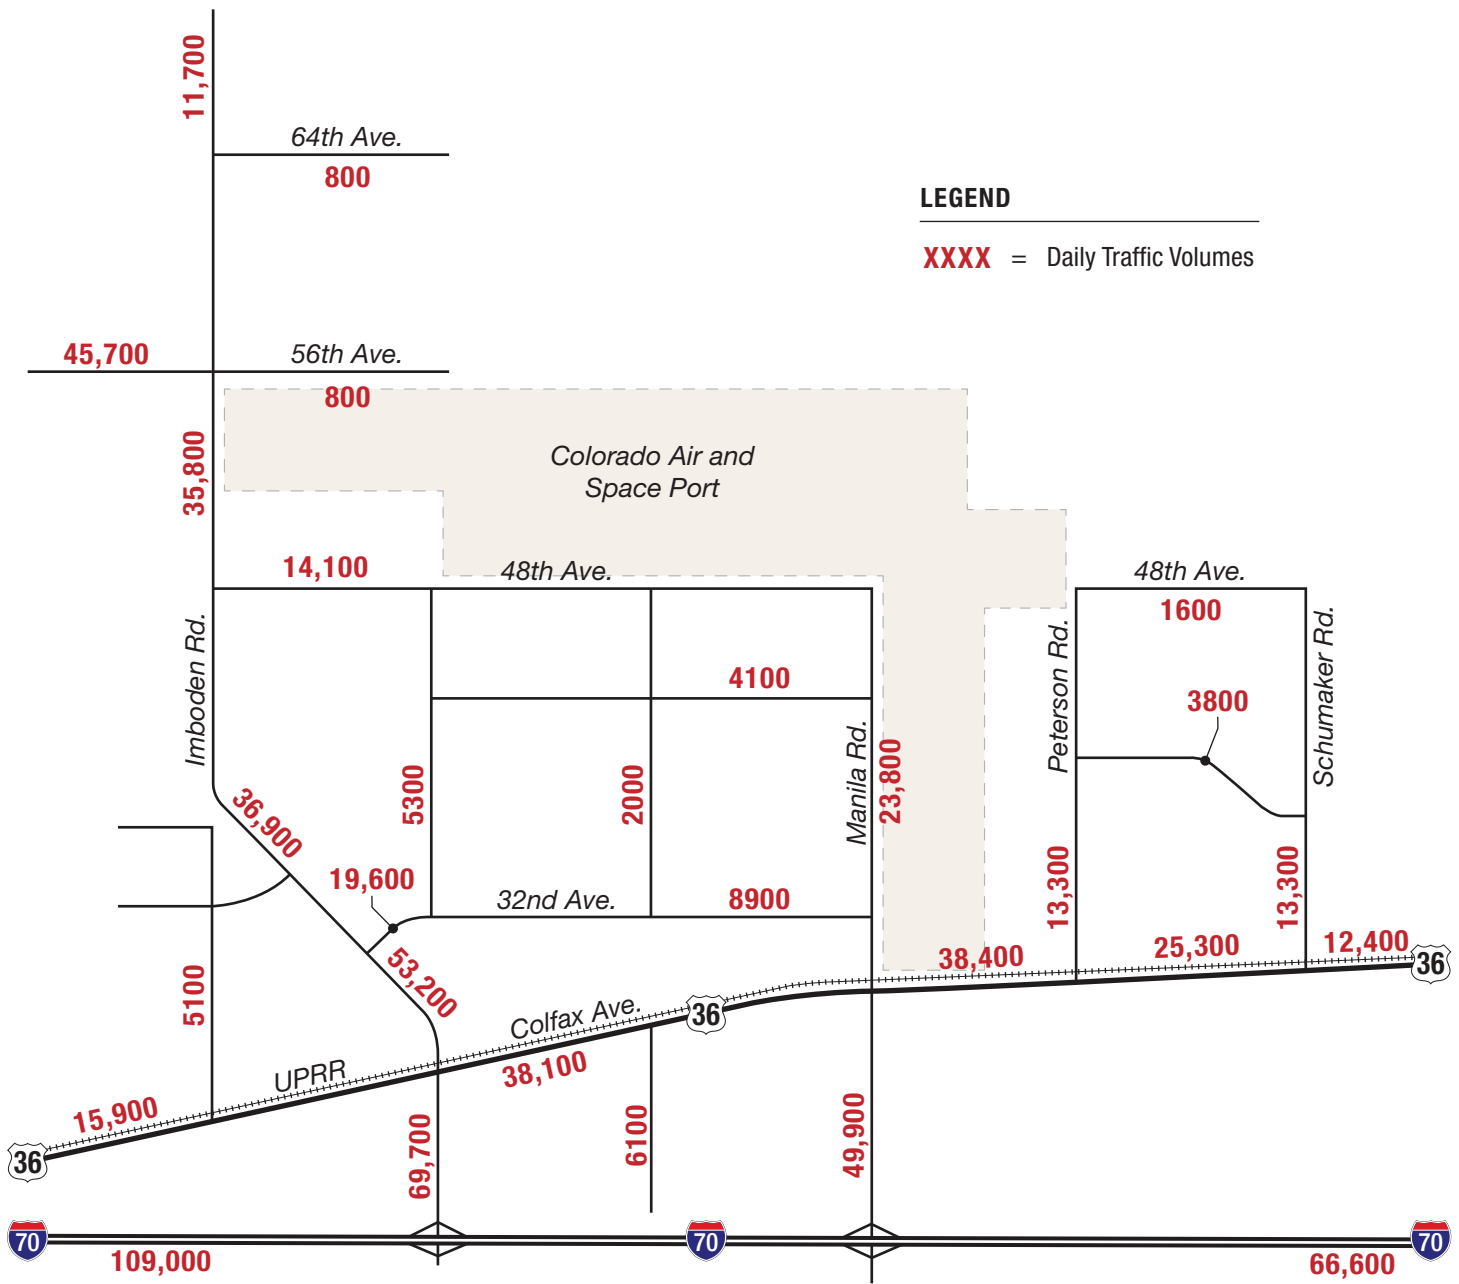 11,700
64th Ave.
800
LEGEND
XXXX = Daily Traffic Volumes
45,700
56th Ave.
800
35,800
Colorado Air and
Space Port
14,100
48th Ave.
48th Ave.
1600
Imboden Rd.
Peterson Rd.
Schumaker Rd.
4100
3800
Manila Rd.
23,800
5300
2000
36,900
19,600
32nd Ave.
8900
13,300
13,300
53,200
38,400
25,300
12,400
36
5100
Colfax Ave.
36
UPRR
38,100
15,900
36
69,700
6100
49,900
70
70
70
109,000
66,600